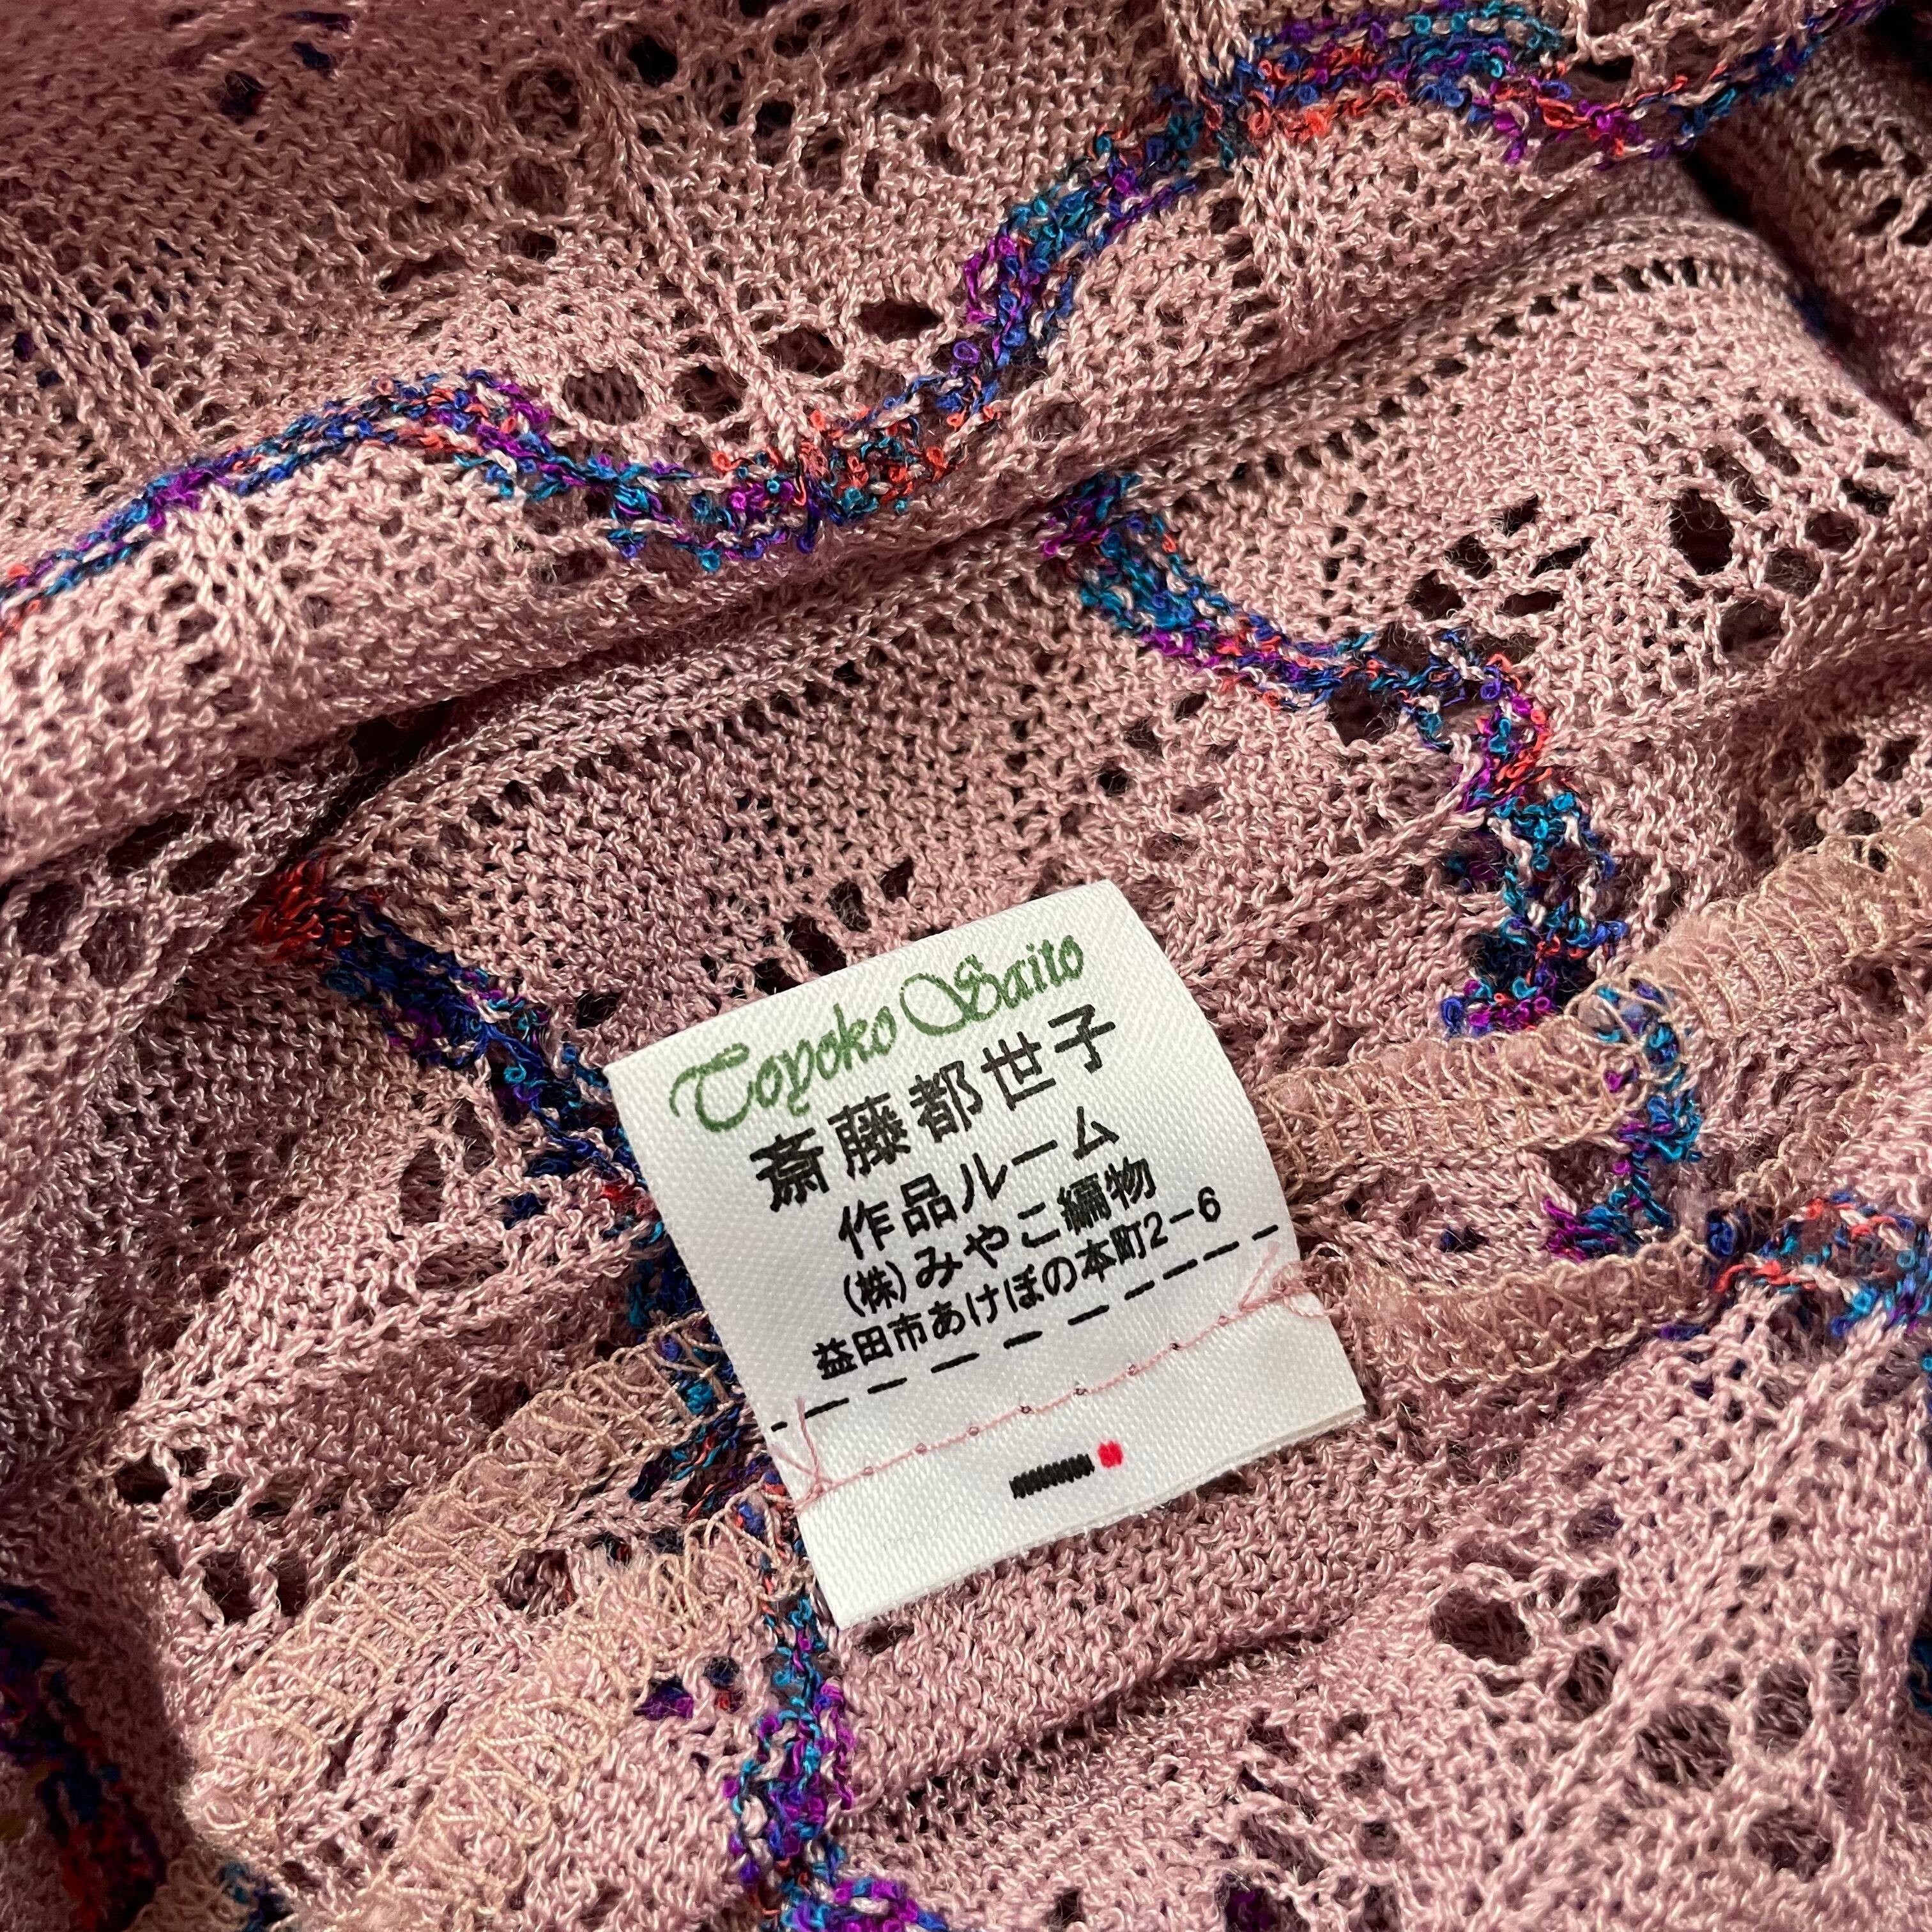 Toyoko Saito
斎藤都世子
作品ルーム
(株)みやこ編物
益田市あけぼの本町2-6